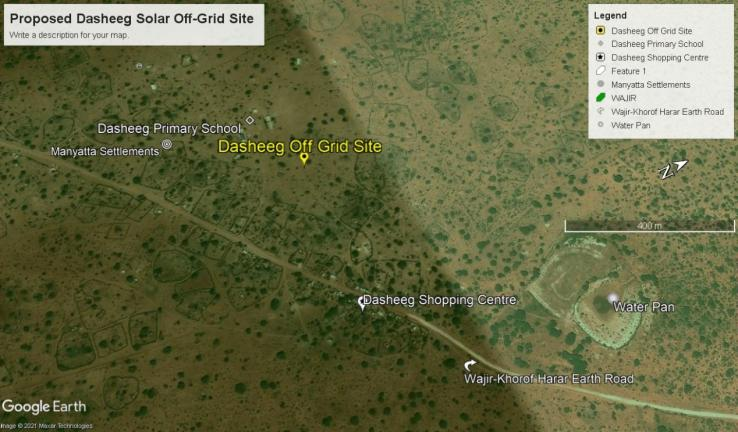 Proposed Dasheeg Solar Off-Grid Site
Write a description for your map.
Legend
Dasheeg Off Grid Site
Dasheeg Primary School
Dasheeg Shopping Centre
Feature 1
Manyatta Settlements
WAJIR
Wajir-Khorof Harar Earth Road
Water Pan
Dasheeg Primary School
Manyatta Settlements
Dasheeg Off Grid Site
N
400 m
Dasheeg Shopping Centre
Water Pan
Wajir-Khorof Harar Earth Road
Google Earth
Image © 2021 Maxar Technologies